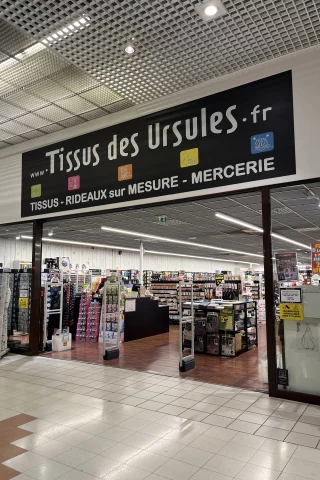 www.Tissus des Ursules.fr
TISSUS - RIDEAUX sur MESURE - MERCERIE